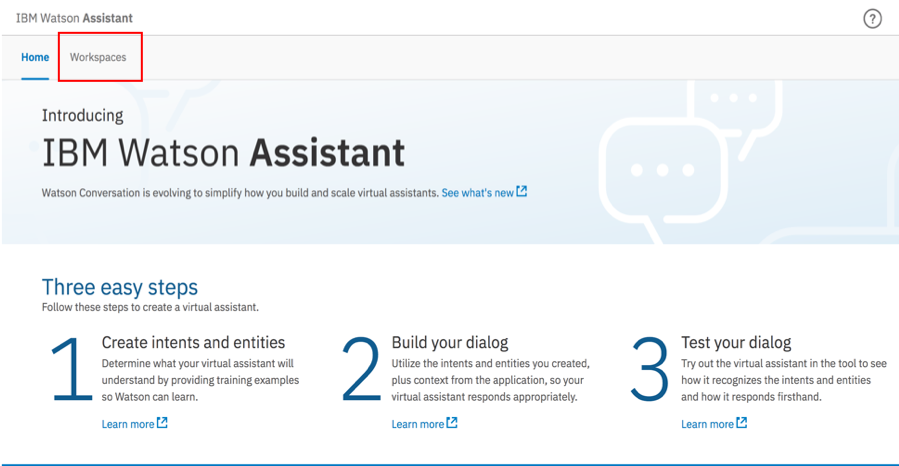 IBM Watson Assistant
?
Home Workspaces
Introducing
IBM Watson Assistant
Watson Conversation is evolving to simplify how you build and scale virtual assistants. See what's new
Three easy steps
Follow these steps to create a virtual assistant.
1
Create intents and entities
Determine what your virtual assistant will
understand by providing training examples
so Watson can learn.
Learn more
2
Build your dialog
Utilize the intents and entities you created,
plus context from the application, so your
virtual assistant responds appropriately.
Learn more
3
Test your dialog
Try out the virtual assistant in the tool to see
how it recognizes the intents and entities
and how it responds firsthand.
Learn more